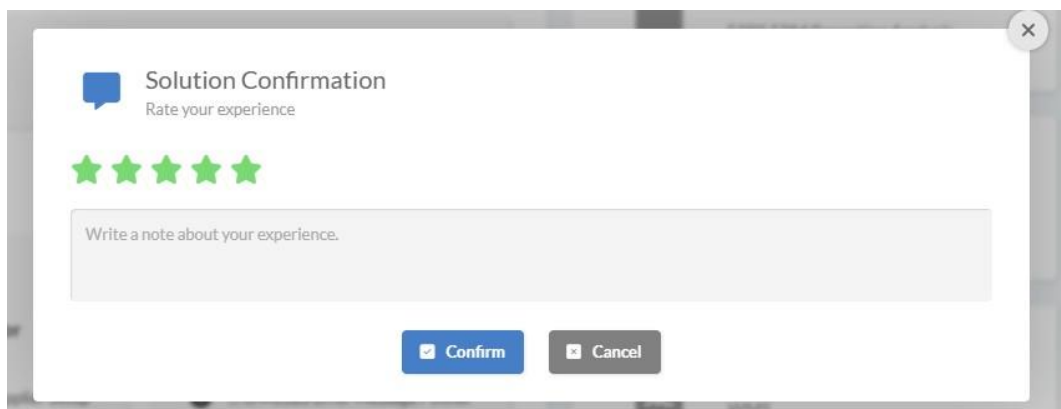 Solution Confirmation
Rate your experience
Write a note about your experience.
Confirm
Cancel